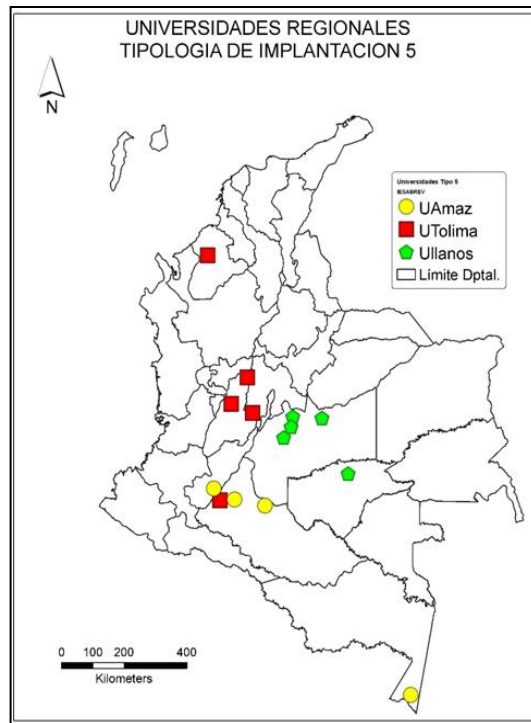 UNIVERSIDADES REGIONALES
TIPOLOGIA DE IMPLANTACION 5
N
Universidades Tipo 5
IESABREV
UAmaz
UTolima
Ullanos
Límite Dptal.
0 100 200 400
Kilometers